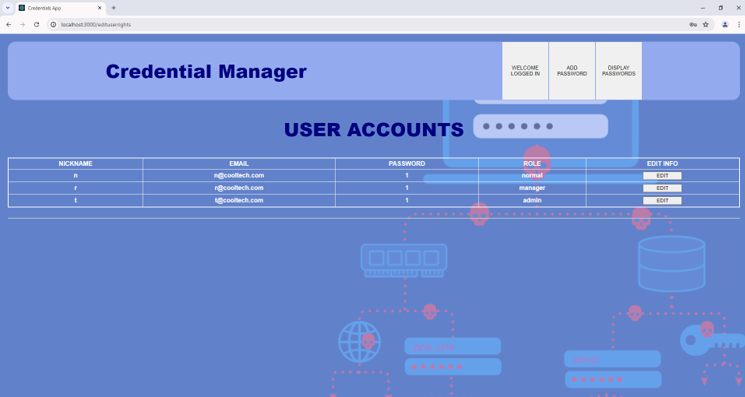 Credentials App
localhost:3000/edituserrights
Credential Manager
WELCOME
LOGGED IN
ADD
PASSWORD
DISPLAY
PASSWORDS
USER ACCOUNTS
NICKNAME EMAIL PASSWORD ROLE EDIT INFO
n n@cooltech.com 1 normal EDIT
r r@cooltech.com 1 manager EDIT
t t@cooltech.com 1 admin EDIT